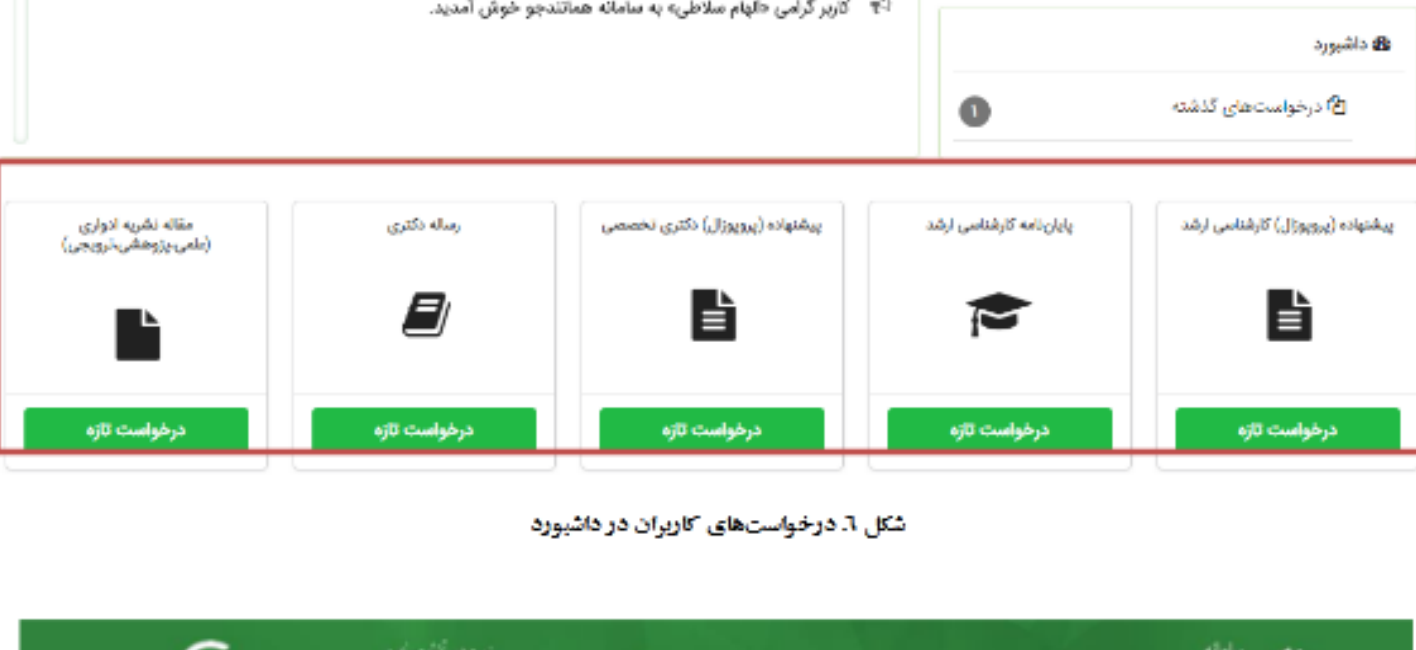 کاربر گرامی «الهام سلاطی» به سامانه همانندجو خوش آمدید.
داشبورد
درخواست‌های گذشته
۱
پیشنهاده (پروپوزال) کارشناسی ارشد
پایان‌نامه کارشناسی ارشد
پیشنهاده (پروپوزال) دکتری تخصصی
رساله دکتری
مقاله نشریه ادواری
(علمی-پژوهشی،ترویجی)
درخواست تازه
درخواست تازه
درخواست تازه
درخواست تازه
درخواست تازه
شکل ٦. درخواست‌های کاربران در داشبورد